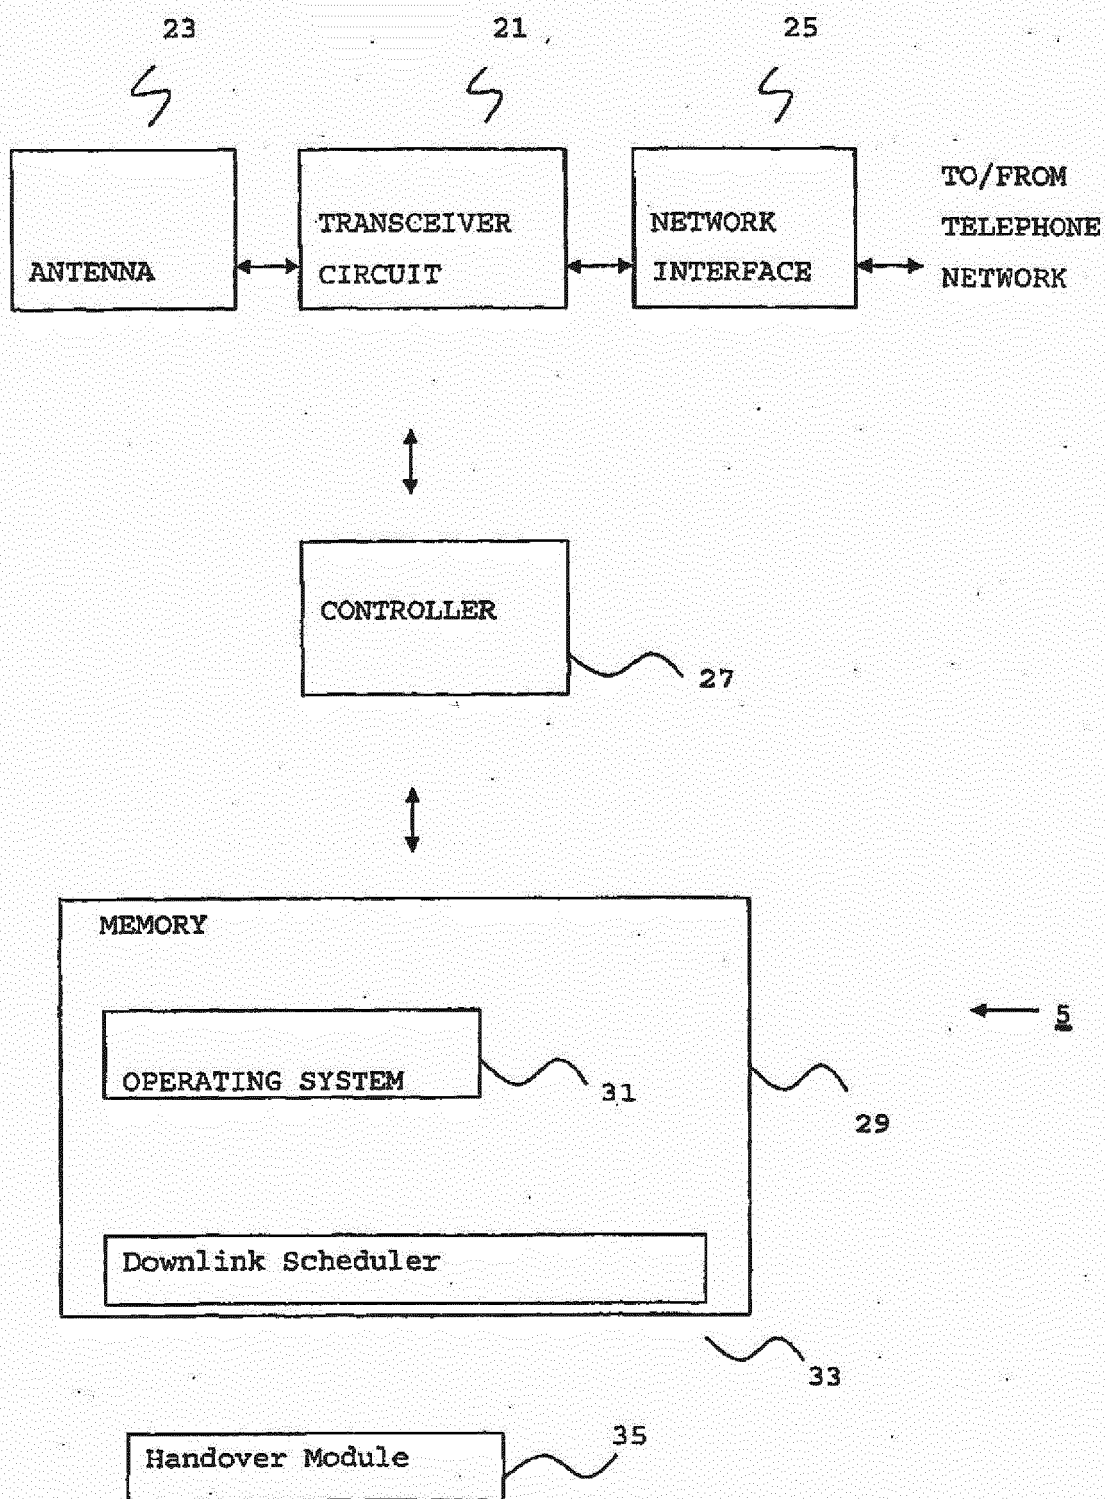 23
21
25
ANTENNA
TRANSCEIVER
CIRCUIT
NETWORK
INTERFACE
TO/FROM
TELEPHONE
NETWORK
CONTROLLER
27
MEMORY
OPERATING SYSTEM
31
29
5
Downlink Scheduler
33
Handover Module
35